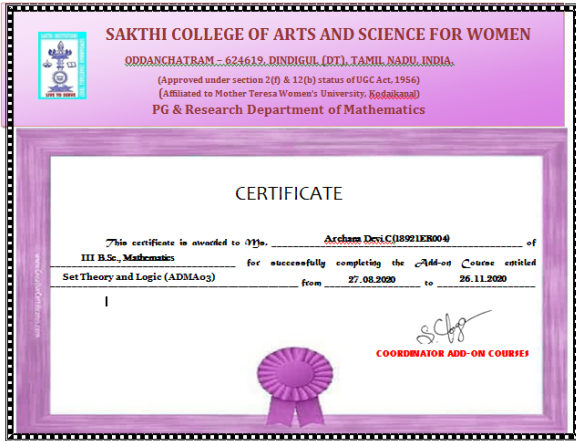 SAKTHI COLLEGE OF ARTS AND SCIENCE FOR WOMEN
ODDANCHATRAM – 624619, DINDIGUL (DT), TAMIL NADU, INDIA.
(Approved under section 2(f) & 12(b) status of UGC Act, 1956)
(Affiliated to Mother Teresa Women's University, Kodaikanal)
PG & Research Department of Mathematics
LIVE TO SERVE
CERTIFICATE
This certificate is awarded to Ms. Archana Devi.C(18921ER004) of
III B.Sc., Mathematics for successfully completing the Add-on Course entitled
Set Theory and Logic (ADMA03) from 27.08.2020 to 26.11.2020
COORDINATOR ADD-ON COURSES